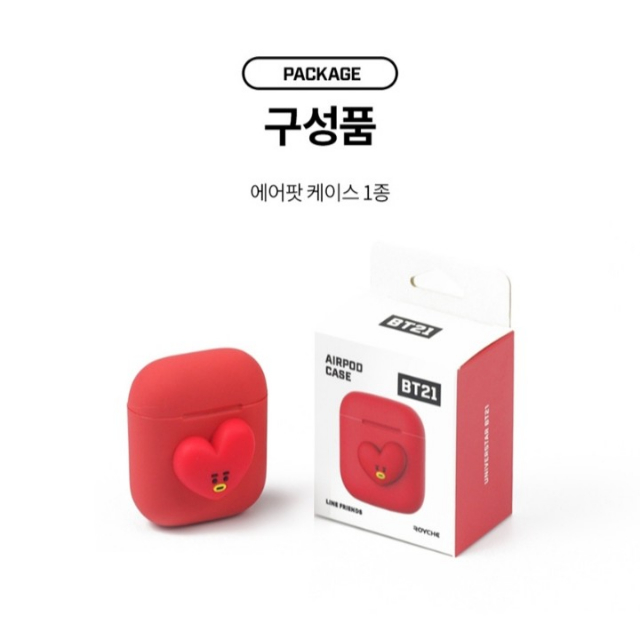 PACKAGE
구성품
에어팟 케이스 1종
BT21
AIRPOD
CASE
BT21
UNIVERSTAR BT21
LINE FRIENDS
ROYCHE